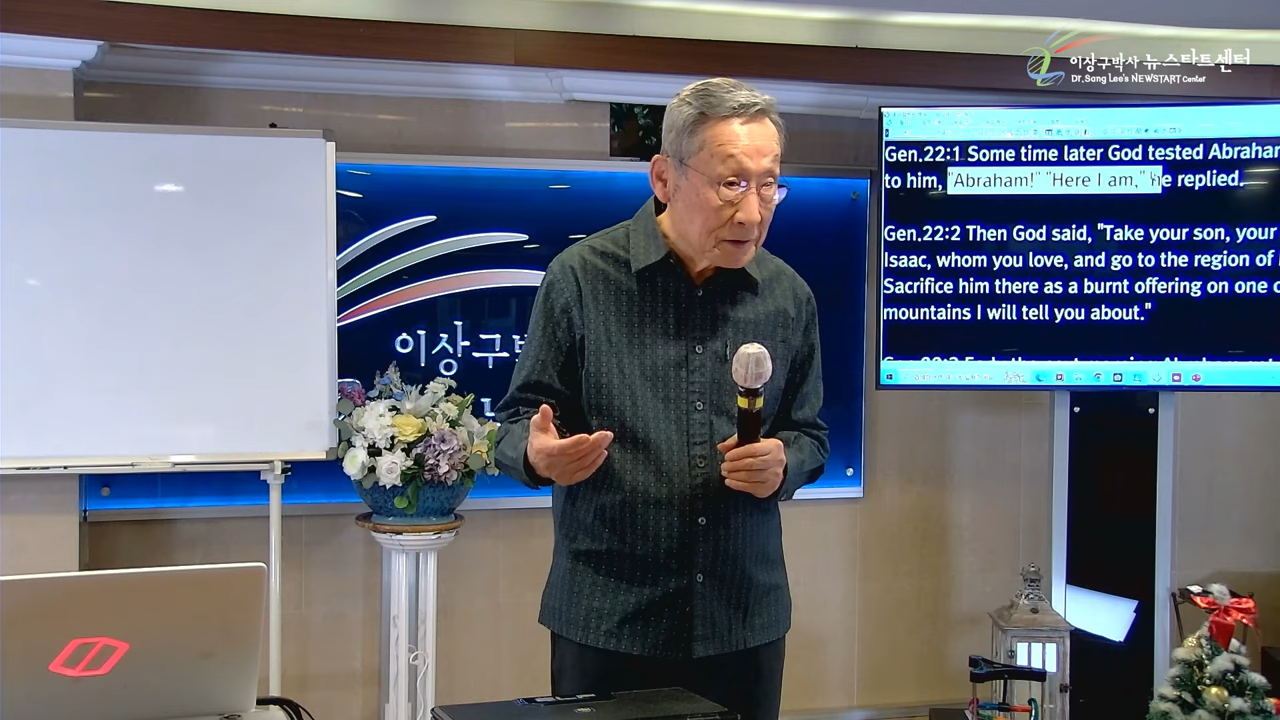 이상구박사 뉴스타트센터
Dr.Sang Lee's NEWSTART Center
Gen.22:1 Some time later God tested
to him, "Abraham!" "Here I am," he replied.
Gen.22:2 Then God said, "Take your son, your
Isaac, whom you love, and go to the region of
Sacrifice him there as a burnt offering on one
mountains I will tell you about."
이상구